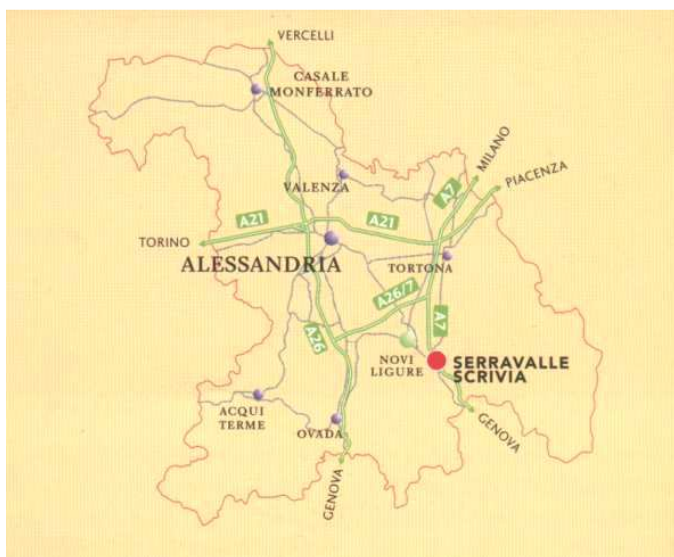 VERCELLI
CASALE
MONFERRATO
MILANO
PIACENZA
VALENZA
A7
A21
A21
TORINO
ALESSANDRIA
TORTONA
A26/7
A26
A7
NOVI
LIGURE
SERRAVALLE
SCRIVIA
ACQUI
TERME
OVADA
GENOVA
GENOVA